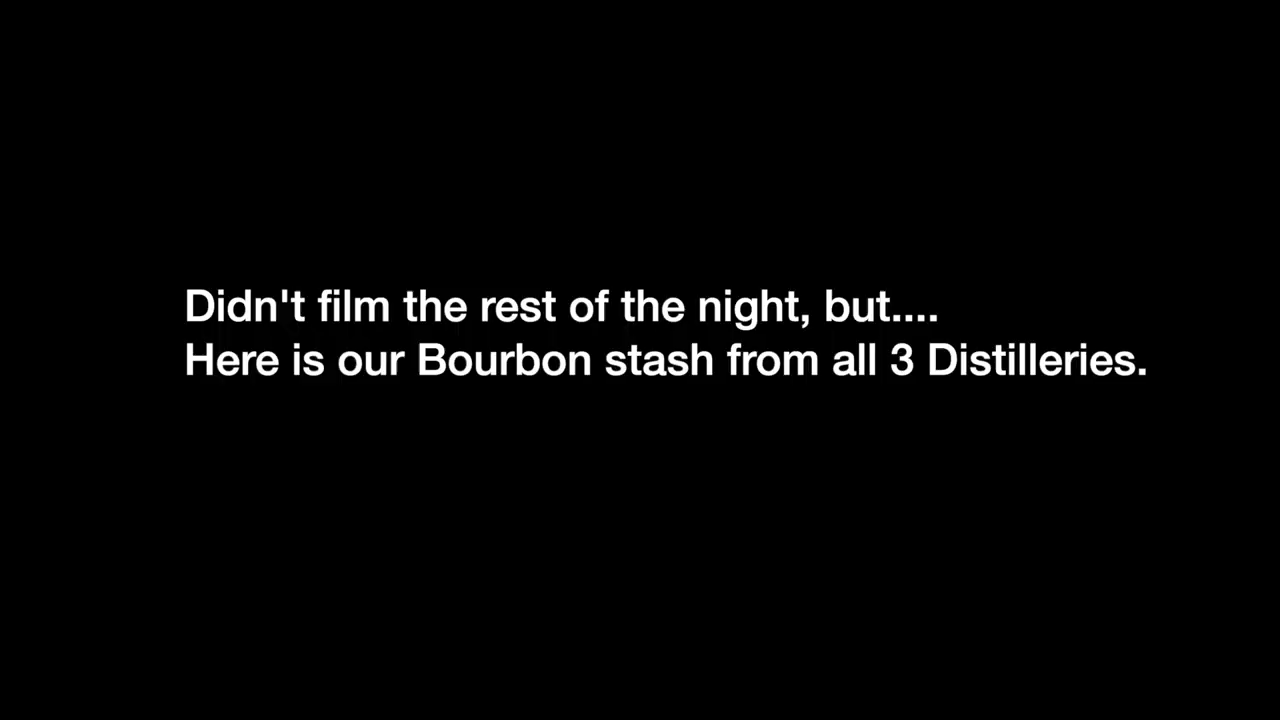 Didn't film the rest of the night, but....
Here is our Bourbon stash from all 3 Distilleries.